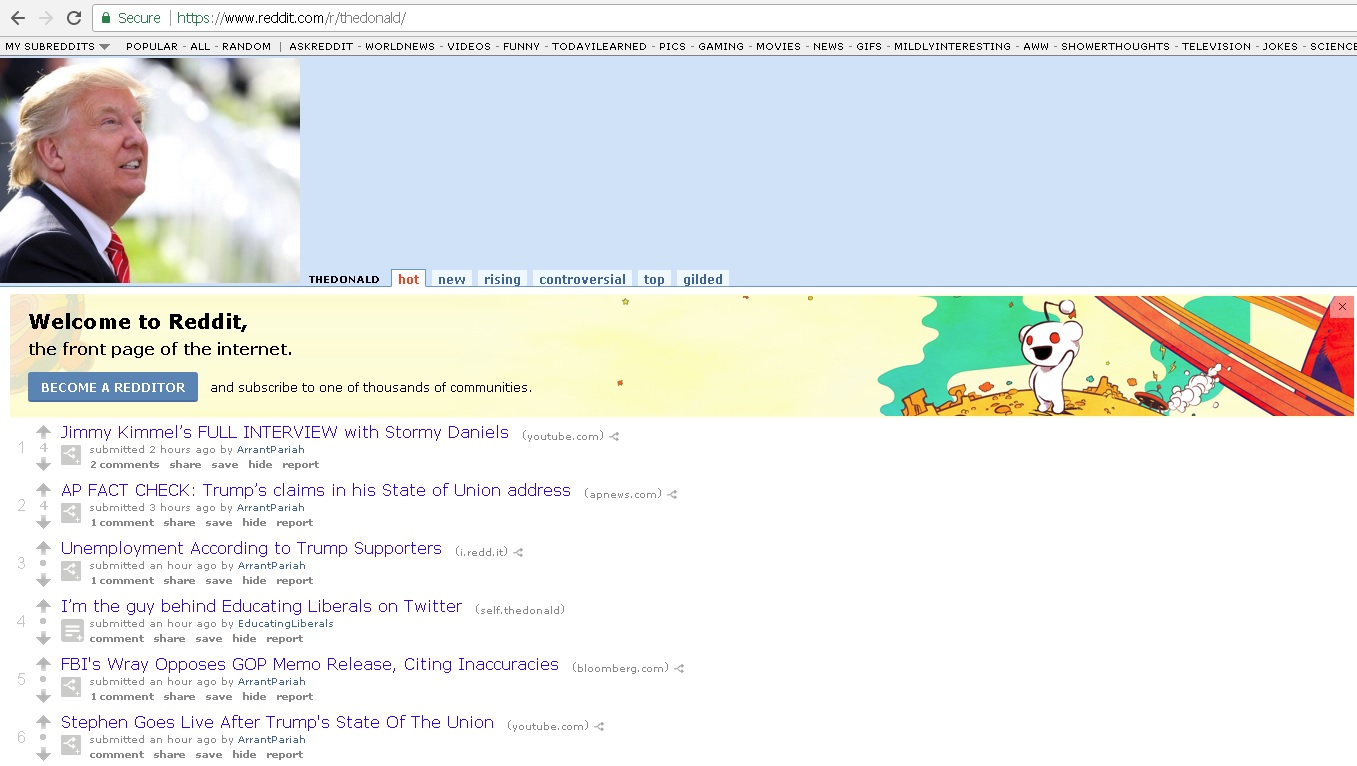 Secure https://www.reddit.com/r/thedonald/
MY SUBREDDITS POPULAR - ALL - RANDOM | ASKREDDIT - WORLDNEWS - VIDEOS - FUNNY - TODAYILEARNED - PICS - GAMING - MOVIES - NEWS - GIFS - MILDLYINTERESTING - AWW - SHOWERTHOUGHTS - TELEVISION - JOKES - SCIENCE
THEDONALD hot new rising controversial top gilded
Welcome to Reddit,
the front page of the internet.
BECOME A REDDITOR and subscribe to one of thousands of communities.
Jimmy Kimmel’s FULL INTERVIEW with Stormy Daniels (youtube.com)
1 4 submitted 2 hours ago by ArrantPariah
2 comments share save hide report
AP FACT CHECK: Trump’s claims in his State of Union address (apnews.com)
2 4 submitted 3 hours ago by ArrantPariah
1 comment share save hide report
Unemployment According to Trump Supporters (i.redd.it)
3 • submitted an hour ago by ArrantPariah
1 comment share save hide report
I’m the guy behind Educating Liberals on Twitter (self.thedonald)
4 • submitted an hour ago by EducatingLiberals
comment share save hide report
FBI's Wray Opposes GOP Memo Release, Citing Inaccuracies (bloomberg.com)
5 • submitted an hour ago by ArrantPariah
1 comment share save hide report
Stephen Goes Live After Trump's State Of The Union (youtube.com)
6 • submitted an hour ago by ArrantPariah
comment share save hide report